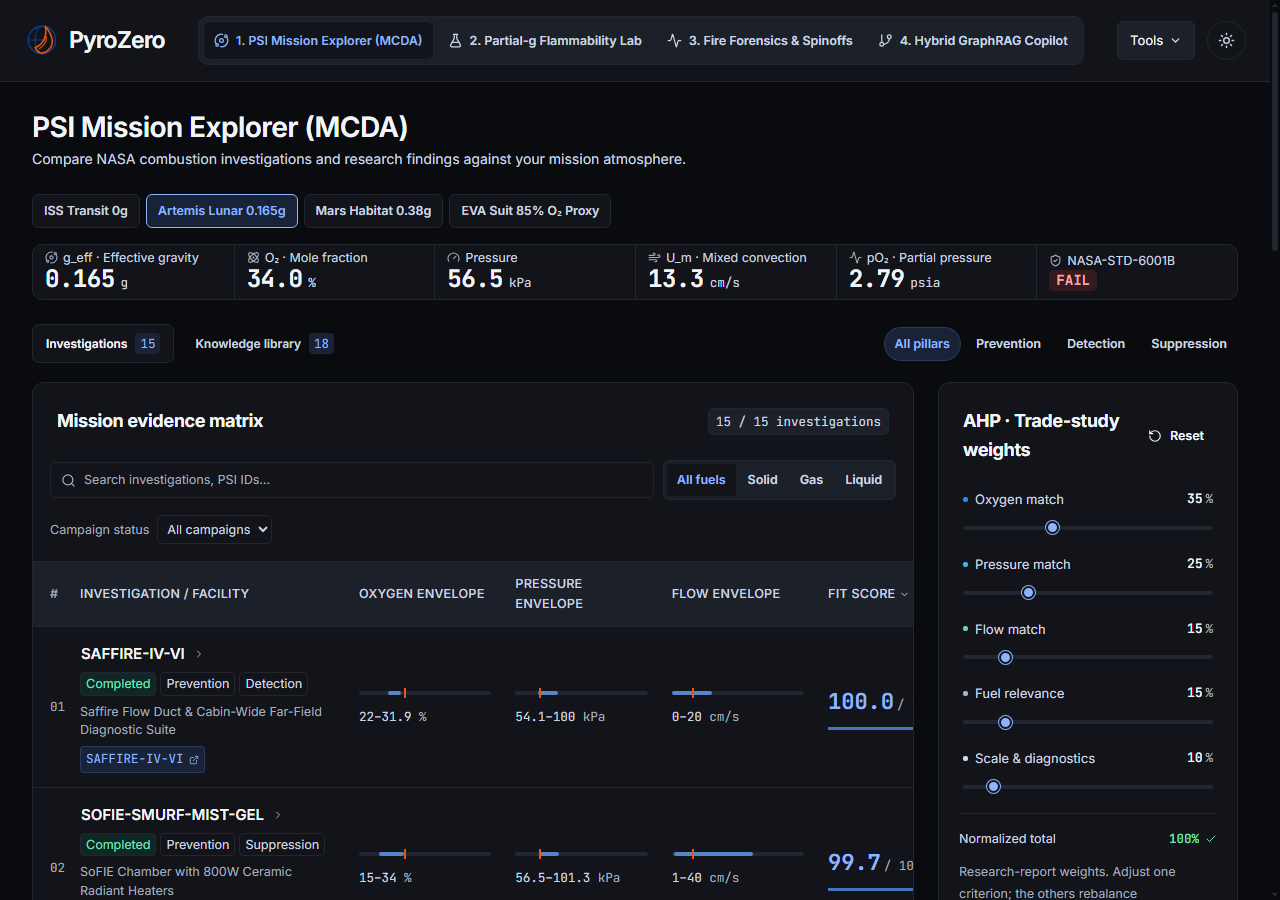 PyroZero
1. PSI Mission Explorer (MCDA)
2. Partial-g Flammability Lab
3. Fire Forensics & Spinoffs
4. Hybrid GraphRAG Copilot
Tools
PSI Mission Explorer (MCDA)
Compare NASA combustion investigations and research findings against your mission atmosphere.
ISS Transit 0g
Artemis Lunar 0.165g
Mars Habitat 0.38g
EVA Suit 85% O₂ Proxy
g_eff · Effective gravity
0.165 g
O₂ · Mole fraction
34.0 %
Pressure
56.5 kPa
U_m · Mixed convection
13.3 cm/s
pO₂ · Partial pressure
2.79 psia
NASA-STD-6001B
FAIL
Investigations 15
Knowledge library 18
All pillars
Prevention
Detection
Suppression
Mission evidence matrix
15 / 15 investigations
Search investigations, PSI IDs...
All fuels
Solid
Gas
Liquid
Campaign status
All campaigns
# INVESTIGATION / FACILITY OXYGEN ENVELOPE PRESSURE ENVELOPE FLOW ENVELOPE FIT SCORE
01
SAFFIRE-IV-VI
Completed Prevention Detection
Saffire Flow Duct & Cabin-Wide Far-Field
Diagnostic Suite
SAFFIRE-IV-VI
22–31.9 %
54.1–100 kPa
0–20 cm/s
100.0 /
02
SOFIE-SMURF-MIST-GEL
Completed Prevention Suppression
SoFIE Chamber with 800W Ceramic
Radiant Heaters
15–34 %
56.5–101.3 kPa
1–40 cm/s
99.7 / 10
AHP · Trade-study
weights
Reset
Oxygen match 35 %
Pressure match 25 %
Flow match 15 %
Fuel relevance 15 %
Scale & diagnostics 10 %
Normalized total 100%
Research-report weights. Adjust one
criterion; the others rebalance